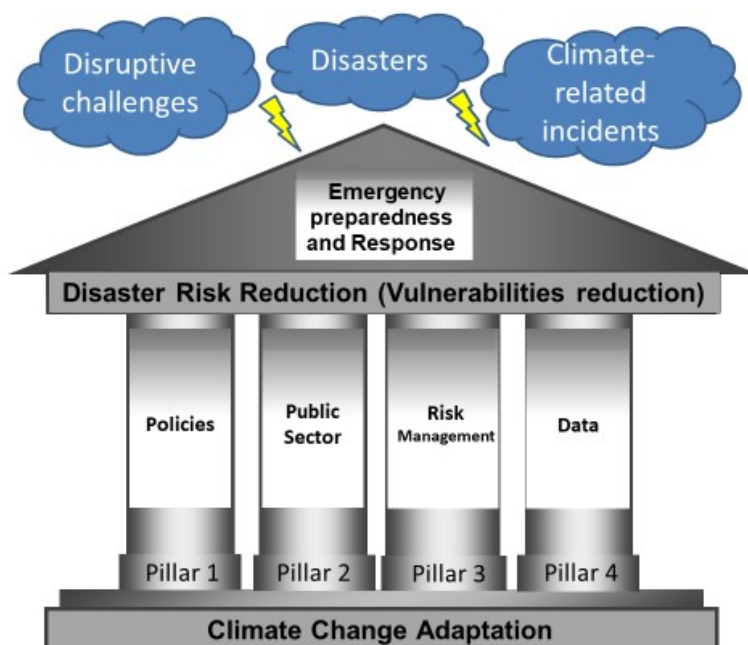 Disruptive
challenges
Disasters
Climate-
related
incidents
Emergency
preparedness
and Response
Disaster Risk Reduction (Vulnerabilities reduction)
Policies
Public
Sector
Risk
Management
Data
Pillar 1
Pillar 2
Pillar 3
Pillar 4
Climate Change Adaptation